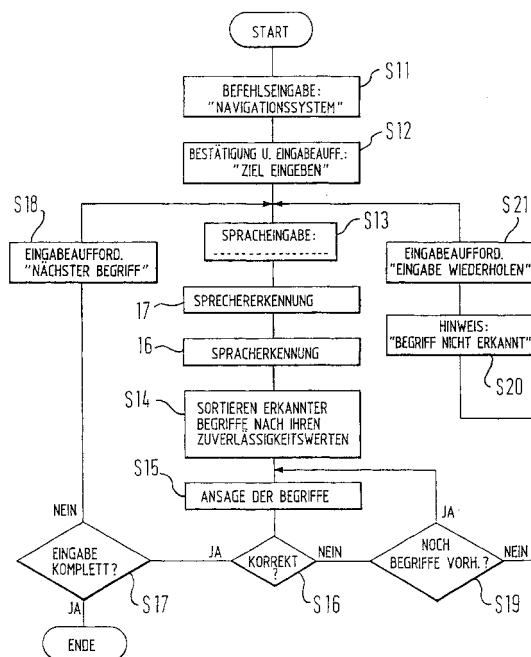 START
S11
BEFEHLSEINGABE:
"NAVIGATIONSSYSTEM"
S12
BESTÄTIGUNG U. EINGABEAUFF.:
"ZIEL EINGEBEN"
S18
EINGABEAUFFORD.
"NÄCHSTER BEGRIFF"
S13
SPRACHEINGABE:
S21
EINGABEAUFFORD.
"EINGABE WIEDERHOLEN"
17
SPRECHERERKENNUNG
16
SPRACHERKENNUNG
HINWEIS:
"BEGRIFF NICHT ERKANNT"
S20
S14
SORTIEREN ERKANNTER
BEGRIFFE NACH IHREN
ZUVERLÄSSIGKEITSWERTEN
S15
ANSAGE DER BEGRIFFE
NEIN
JA
EINGABE
KOMPLETT?
JA
KORREKT
?
NEIN
NOCH
BEGRIFFE VORH.?
NEIN
JA
S17
S16
S19
ENDE